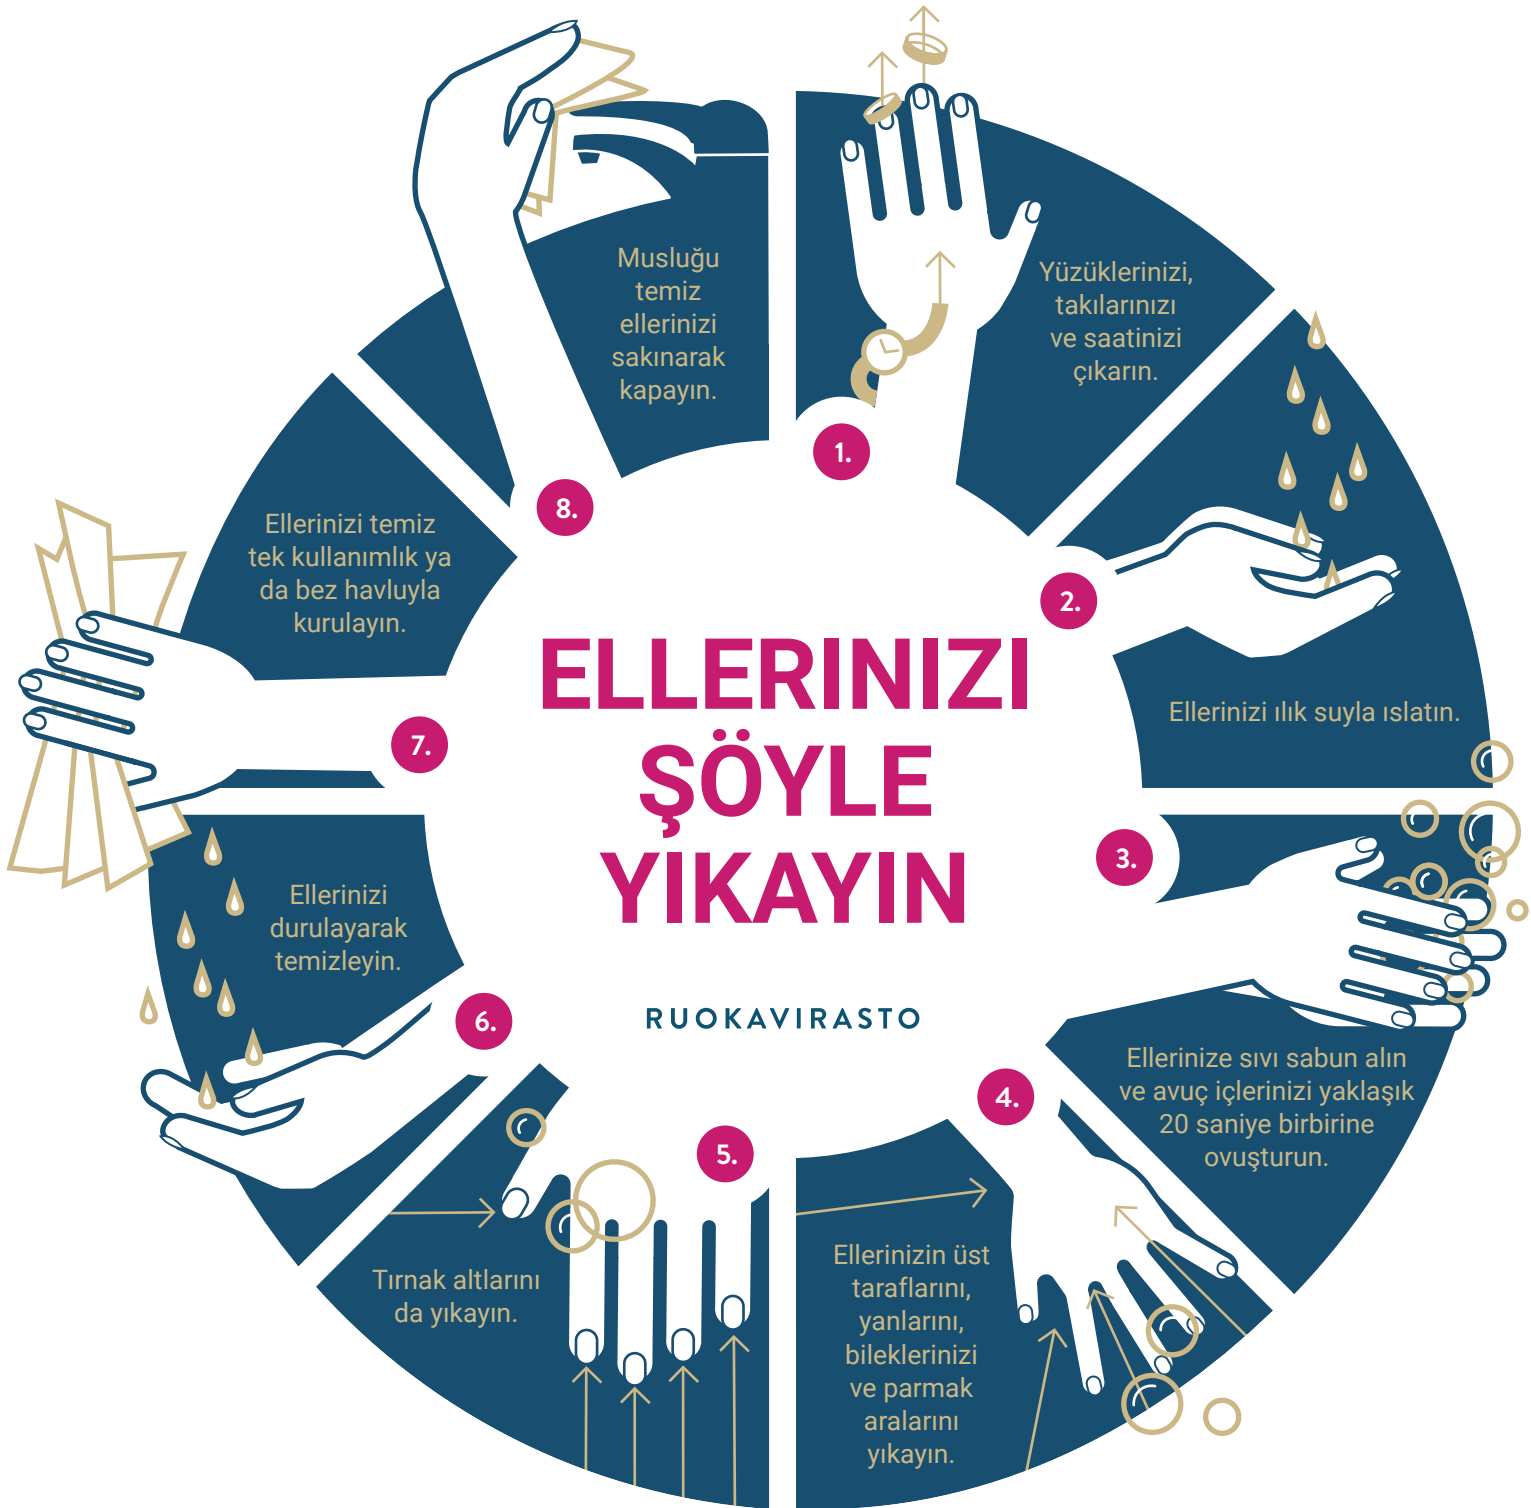 ELLERINIZI
ŞÖYLE
YIKAYIN
RUOKAVIRASTO
1.
Yüzüklerinizi,
takılarınızı
ve saatinizi
çıkarın.
2.
Ellerinizi ılık suyla ıslatın.
3.
Ellerinize sıvı sabun alın
ve avuç içlerinizi yaklaşık
20 saniye birbirine
ovuşturun.
4.
Ellerinizin üst
taraflarını,
yanlarını,
bileklerinizi
ve parmak
aralarını
yıkayın.
5.
Tırnak altlarını
da yıkayın.
6.
Ellerinizi
durulayarak
temizleyin.
7.
Ellerinizi temiz
tek kullanımlık ya
da bez havluyla
kurulayın.
8.
Musluğu
temiz
ellerinizi
sakınarak
kapayın.